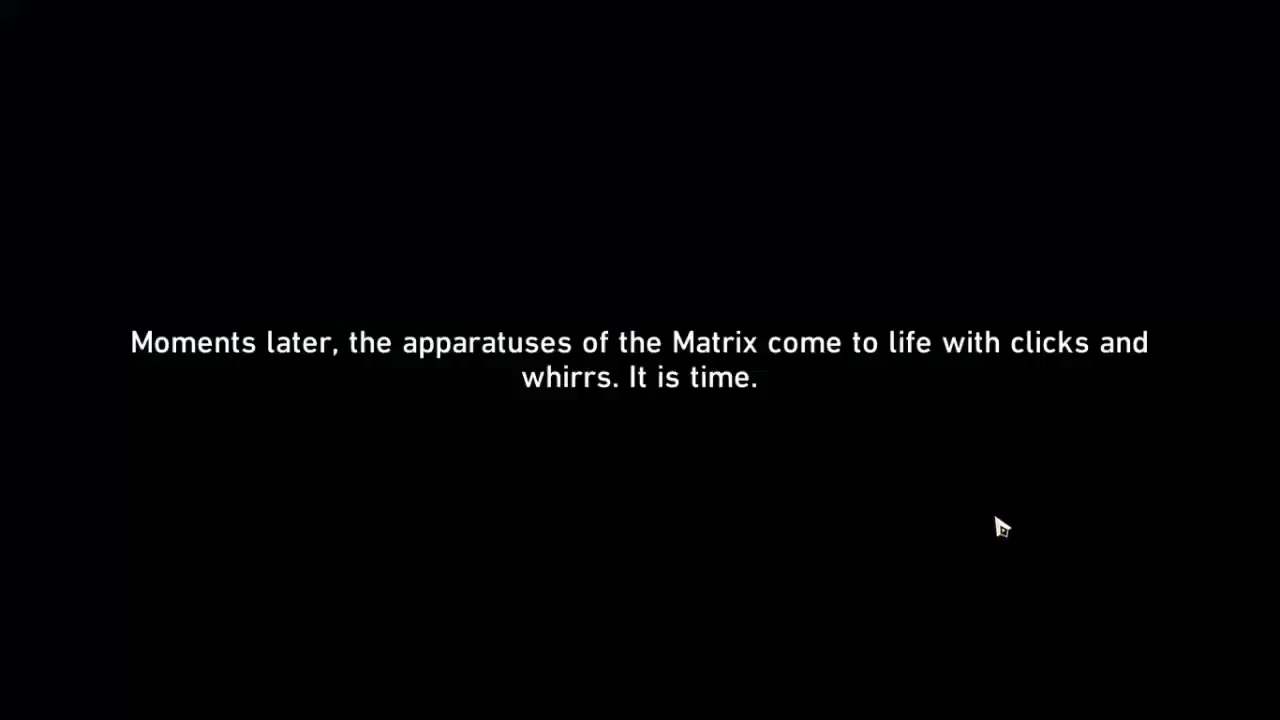 Moments later, the apparatuses of the Matrix come to life with clicks and
whirrs. It is time.